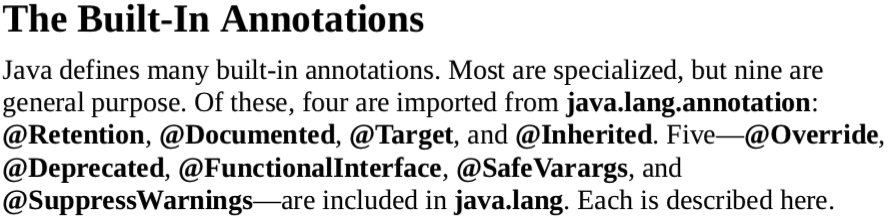 The Built-In Annotations
Java defines many built-in annotations. Most are specialized, but nine are
general purpose. Of these, four are imported from java.lang.annotation:
@Retention, @Documented, @Target, and @Inherited. Five—@Override,
@Deprecated, @FunctionalInterface, @SafeVarargs, and
@SuppressWarnings—are included in java.lang. Each is described here.